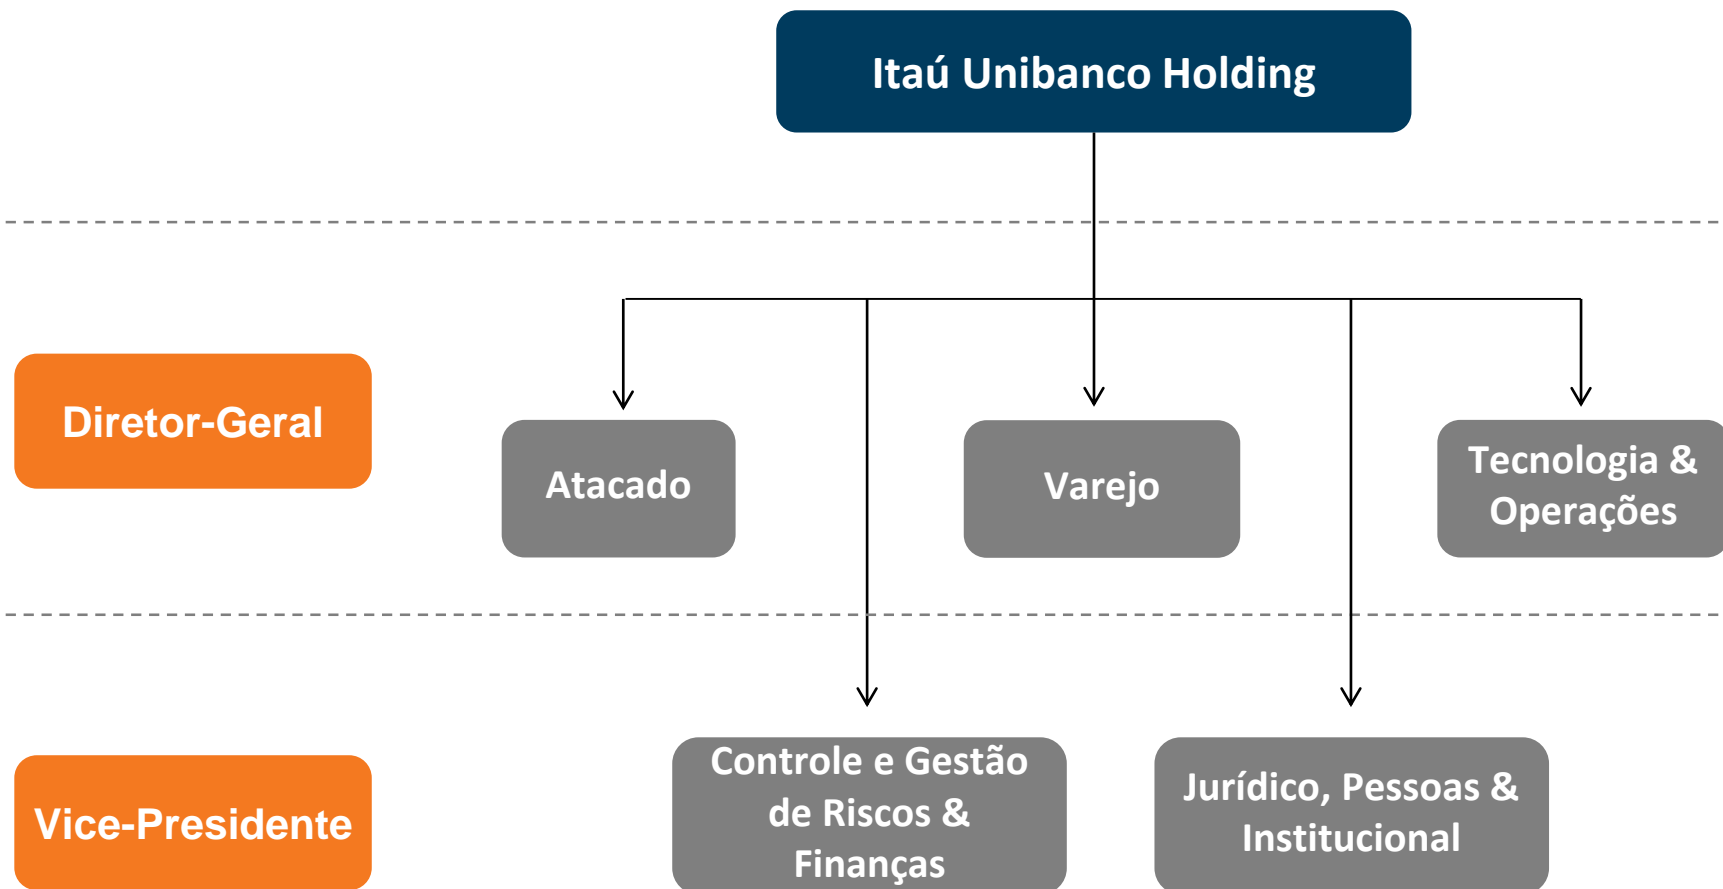 Itaú Unibanco Holding
Diretor-Geral
Atacado
Varejo
Tecnologia &
Operações
Vice-Presidente
Controle e Gestão
de Riscos &
Finanças
Jurídico, Pessoas &
Institucional